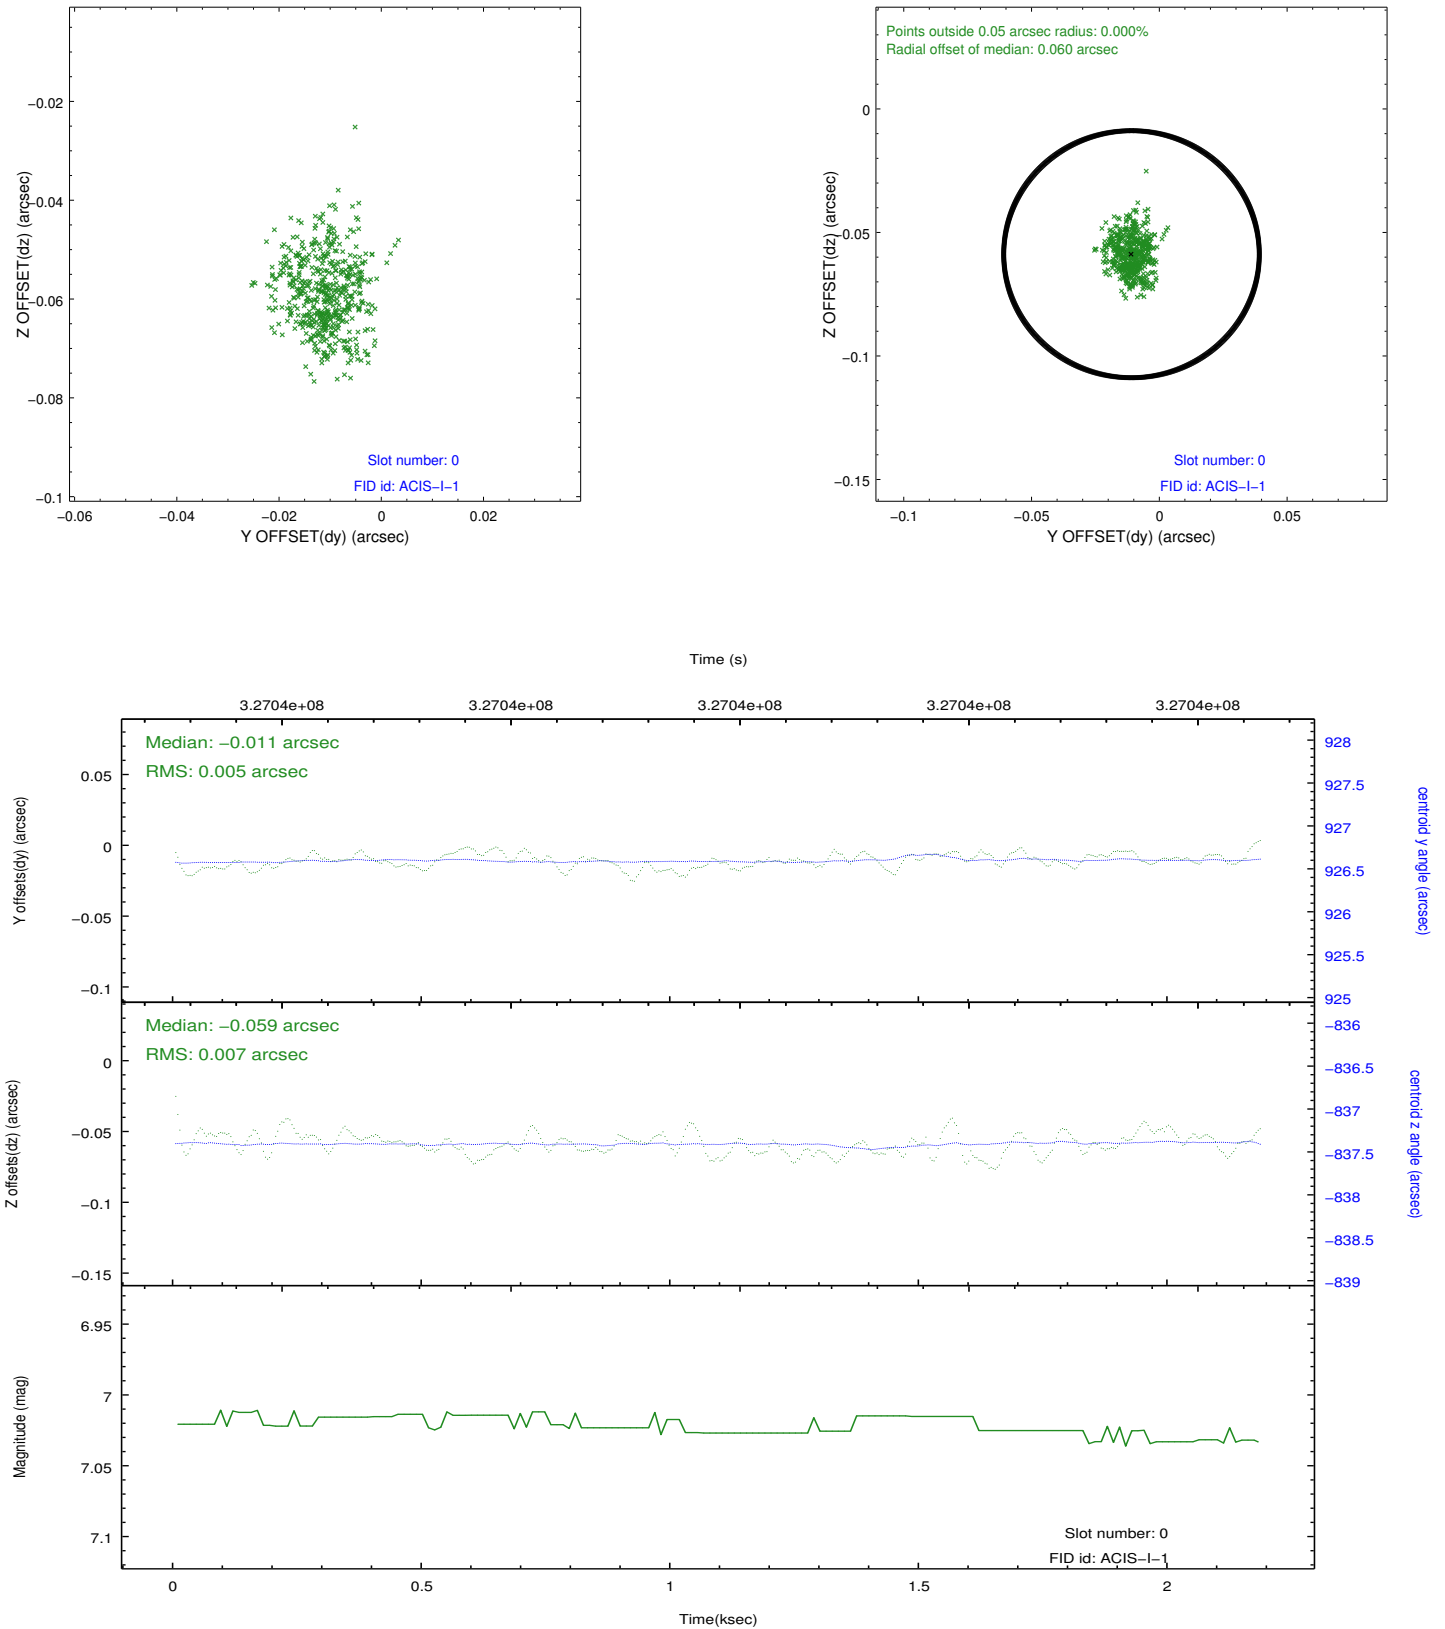 −0.02
−0.04
−0.06
−0.08
−0.1
Z OFFSET(dz) (arcsec)
Slot number: 0
FID id: ACIS−I−1
−0.06
−0.04
−0.02
0
0.02
Y OFFSET(dy) (arcsec)
Points outside 0.05 arcsec radius: 0.000%
Radial offset of median: 0.060 arcsec
0
−0.05
−0.1
−0.15
Z OFFSET(dz) (arcsec)
Slot number: 0
FID id: ACIS−I−1
−0.1
−0.05
0
0.05
Y OFFSET(dy) (arcsec)
Time (s)
3.2704e+08
3.2704e+08
3.2704e+08
3.2704e+08
3.2704e+08
Median: −0.011 arcsec
RMS: 0.005 arcsec
0.05
0
−0.05
−0.1
Y offsets(dy) (arcsec)
928
927.5
927
926.5
926
925.5
925
centroid y angle (arcsec)
Median: −0.059 arcsec
RMS: 0.007 arcsec
0
−0.05
−0.1
−0.15
Z offsets(dz) (arcsec)
−836
−836.5
−837
−837.5
−838
−838.5
−839
centroid z angle (arcsec)
6.95
7
7.05
7.1
Magnitude (mag)
Slot number: 0
FID id: ACIS−I−1
0
0.5
1
1.5
2
Time(ksec)